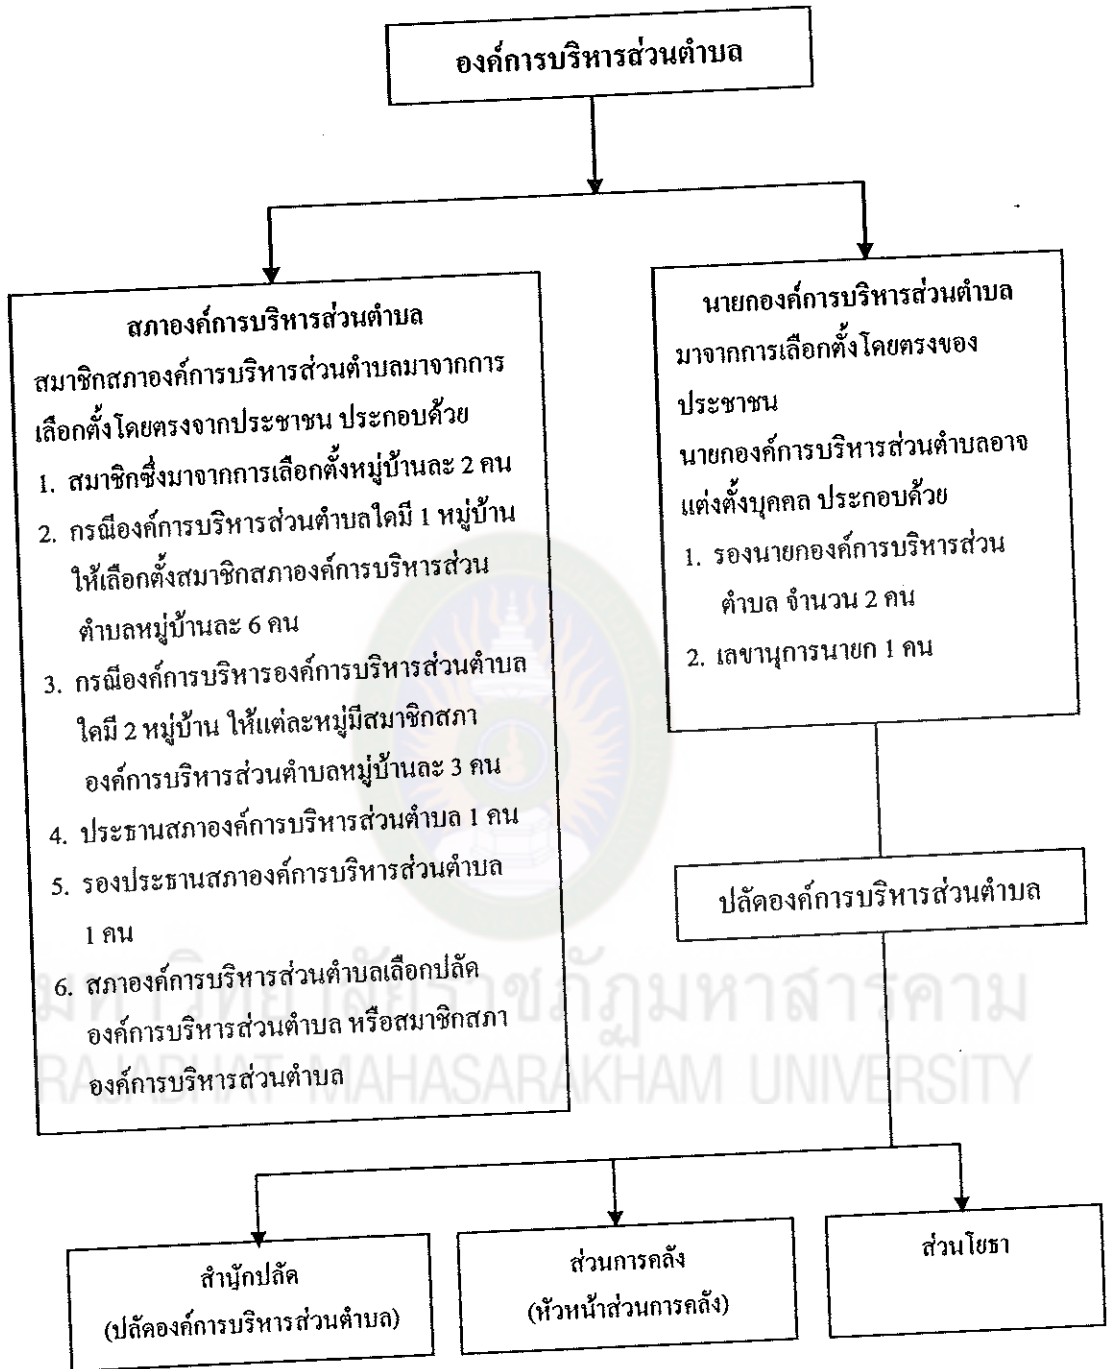 องค์การบริหารส่วนตำบล
สภาองค์การบริหารส่วนตำบล
สมาชิกสภาองค์การบริหารส่วนตำบลมาจากการ
เลือกตั้งโดยตรงจากประชาชน ประกอบด้วย
1. สมาชิกซึ่งมาจากการเลือกตั้งหมู่บ้านละ 2 คน
2. กรณีองค์การบริหารส่วนตำบลใดมี 1 หมู่บ้าน
ให้เลือกตั้งสมาชิกสภาองค์การบริหารส่วน
ตำบลหมู่บ้านละ 6 คน
3. กรณีองค์การบริหารองค์การบริหารส่วนตำบล
ใดมี 2 หมู่บ้าน ให้แต่ละหมู่มีสมาชิกสภา
องค์การบริหารส่วนตำบลหมู่บ้านละ 3 คน
4. ประธานสภาองค์การบริหารส่วนตำบล 1 คน
5. รองประธานสภาองค์การบริหารส่วนตำบล
1 คน
6. สภาองค์การบริหารส่วนตำบลเลือกปลัด
องค์การบริหารส่วนตำบล หรือสมาชิกสภา
องค์การบริหารส่วนตำบล
นายกองค์การบริหารส่วนตำบล
มาจากการเลือกตั้งโดยตรงของ
ประชาชน
นายกองค์การบริหารส่วนตำบลอาจ
แต่งตั้งบุคคล ประกอบด้วย
1. รองนายกองค์การบริหารส่วน
ตำบล จำนวน 2 คน
2. เลขานุการนายก 1 คน
ปลัดองค์การบริหารส่วนตำบล
มหาวิทยาลัยราชภัฏมหาสารคาม
RAJABHAT MAHASARAKHAM UNIVERSITY
สำนักปลัด
(ปลัดองค์การบริหารส่วนตำบล)
ส่วนการคลัง
(หัวหน้าส่วนการคลัง)
ส่วนโยธา